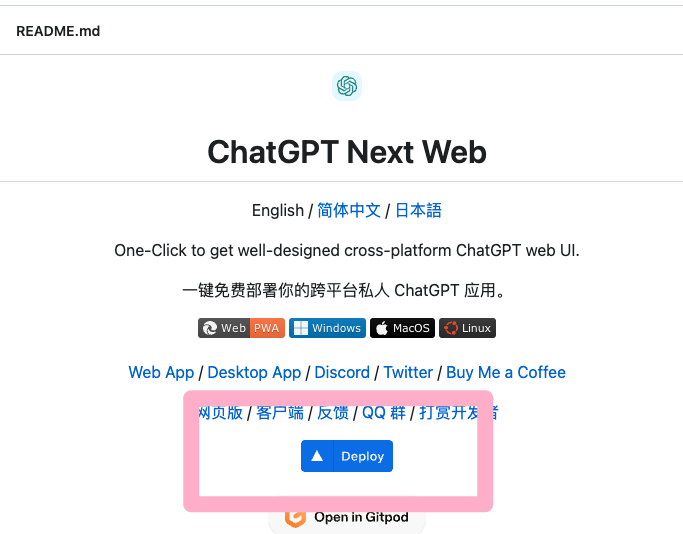 README.md
ChatGPT Next Web
English / 简体中文 / 日本語
One-Click to get well-designed cross-platform ChatGPT web UI.
一键免费部署你的跨平台私人 ChatGPT 应用。
Web PWA Windows MacOS Linux
Web App / Desktop App / Discord / Twitter / Buy Me a Coffee
网页版 / 客户端 / 反馈 / QQ 群 / 打赏开发者
Deploy
Open in Gitpod